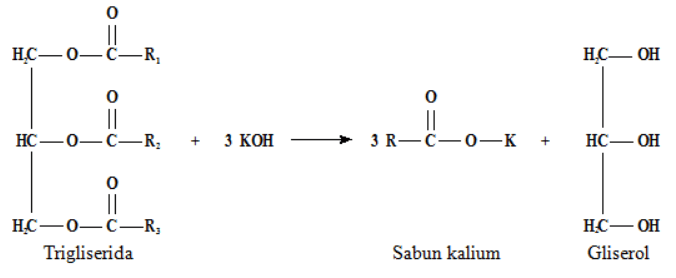 O
H₂C—O—C—R₁
O
HC—O—C—R₂ + 3 KOH → 3 R—C—O—K + HC—OH
O
H₂C—O—C—R₃
O
H₂C—OH
H₂C—OH
Trigliserida Sabun kalium Gliserol